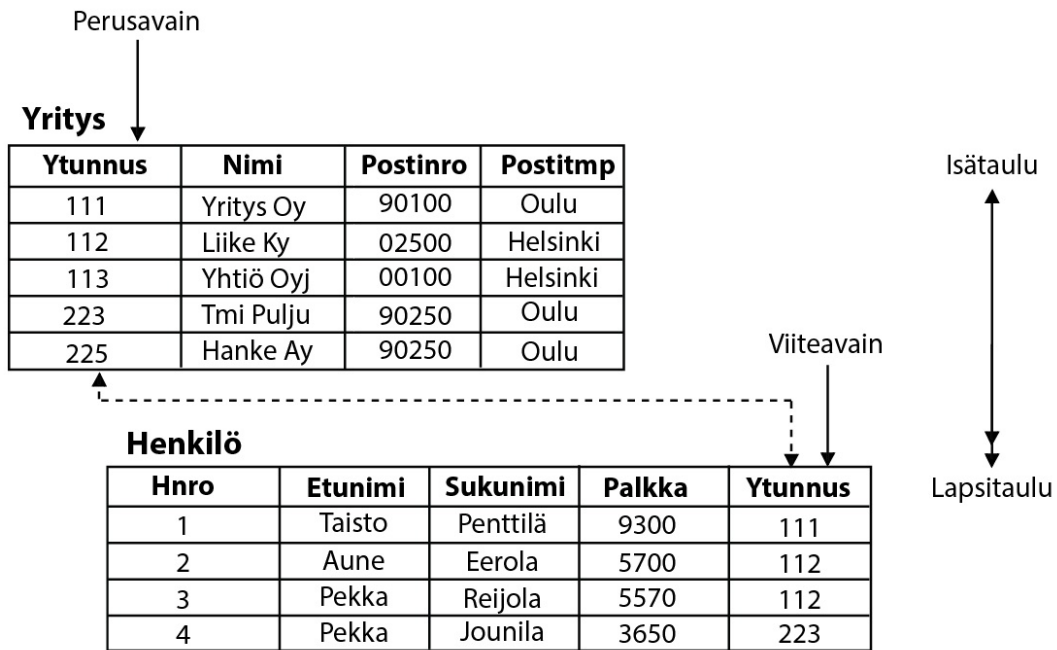 Perusavain
Yritys
Ytunnus Nimi Postinro Postitmp
111 Yritys Oy 90100 Oulu
112 Liike Ky 02500 Helsinki
113 Yhtiö Oyj 00100 Helsinki
223 Tmi Pulju 90250 Oulu
225 Hanke Ay 90250 Oulu
Isätaulu
Viiteavain
Henkilö
Hnro Etunimi Sukunimi Palkka Ytunnus
1 Taisto Penttilä 9300 111
2 Aune Eerola 5700 112
3 Pekka Reijola 5570 112
4 Pekka Jounila 3650 223
Lapsitaulu